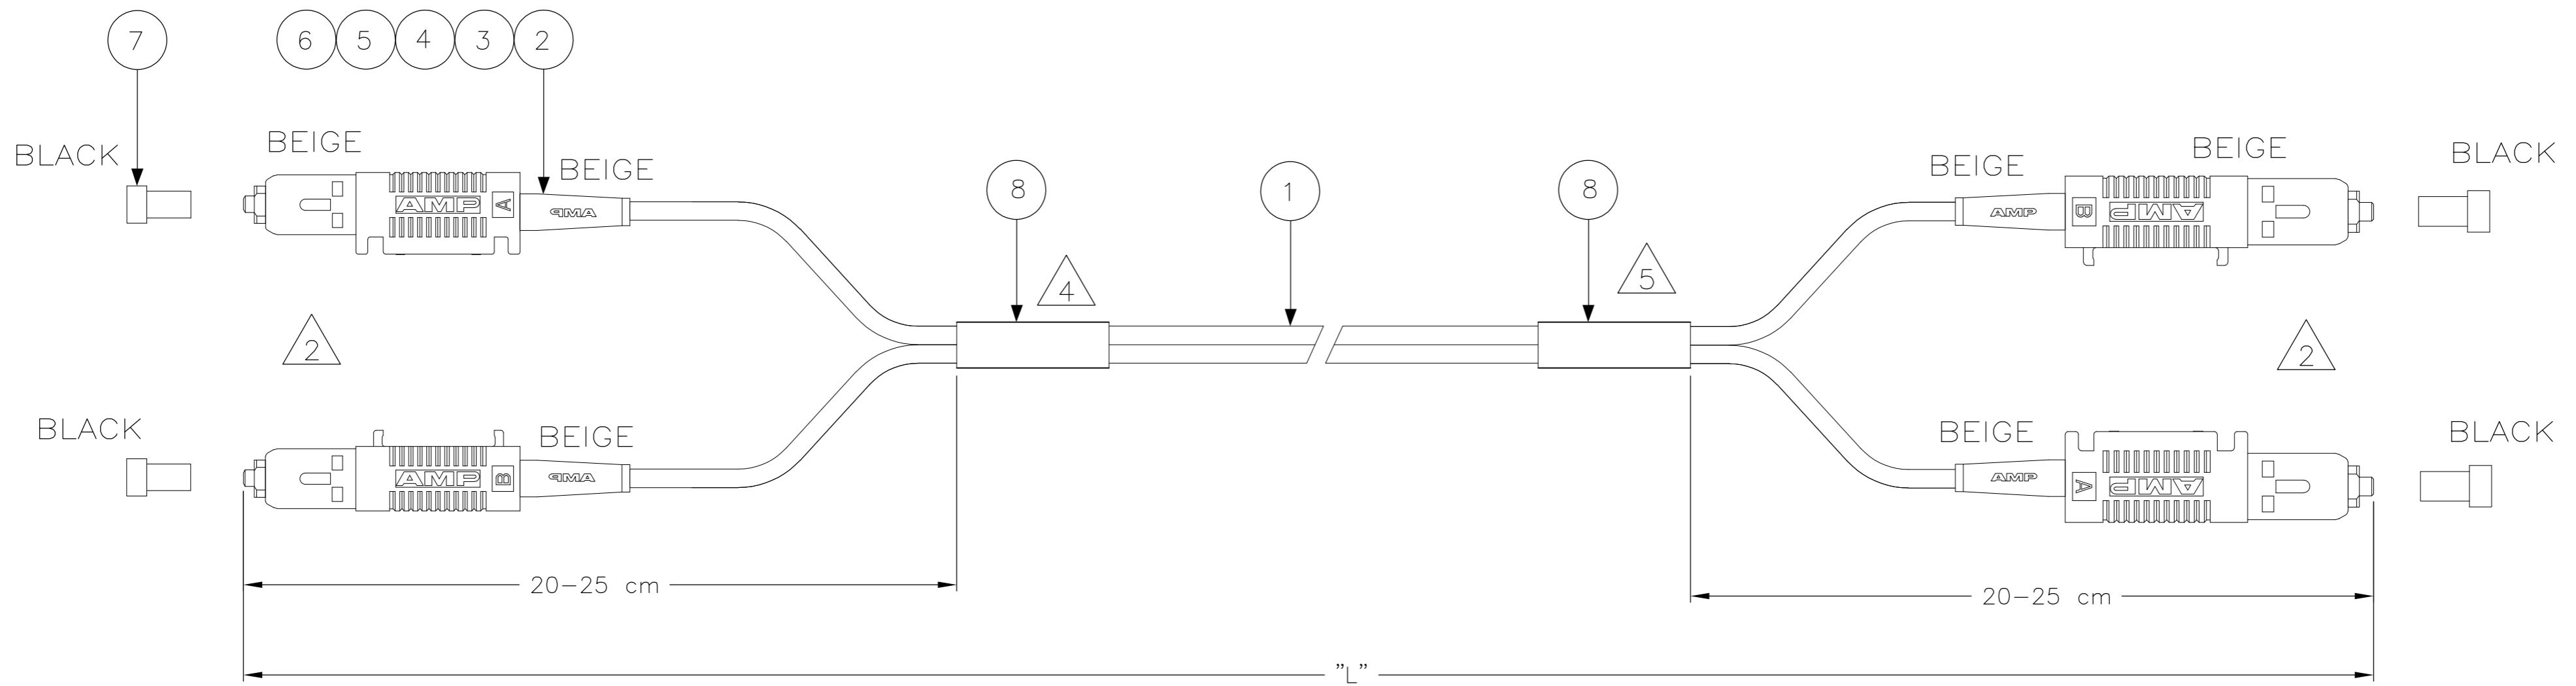 7 6 5 4 3 2
BLACK BEIGE BEIGE 8 1 8 BEIGE BEIGE BLACK
AMP A AMP AMP B AMP
4 5
2 2
BLACK BEIGE BEIGE BLACK
AMP B AMP AMP A AMP
20-25 cm 20-25 cm
"L"